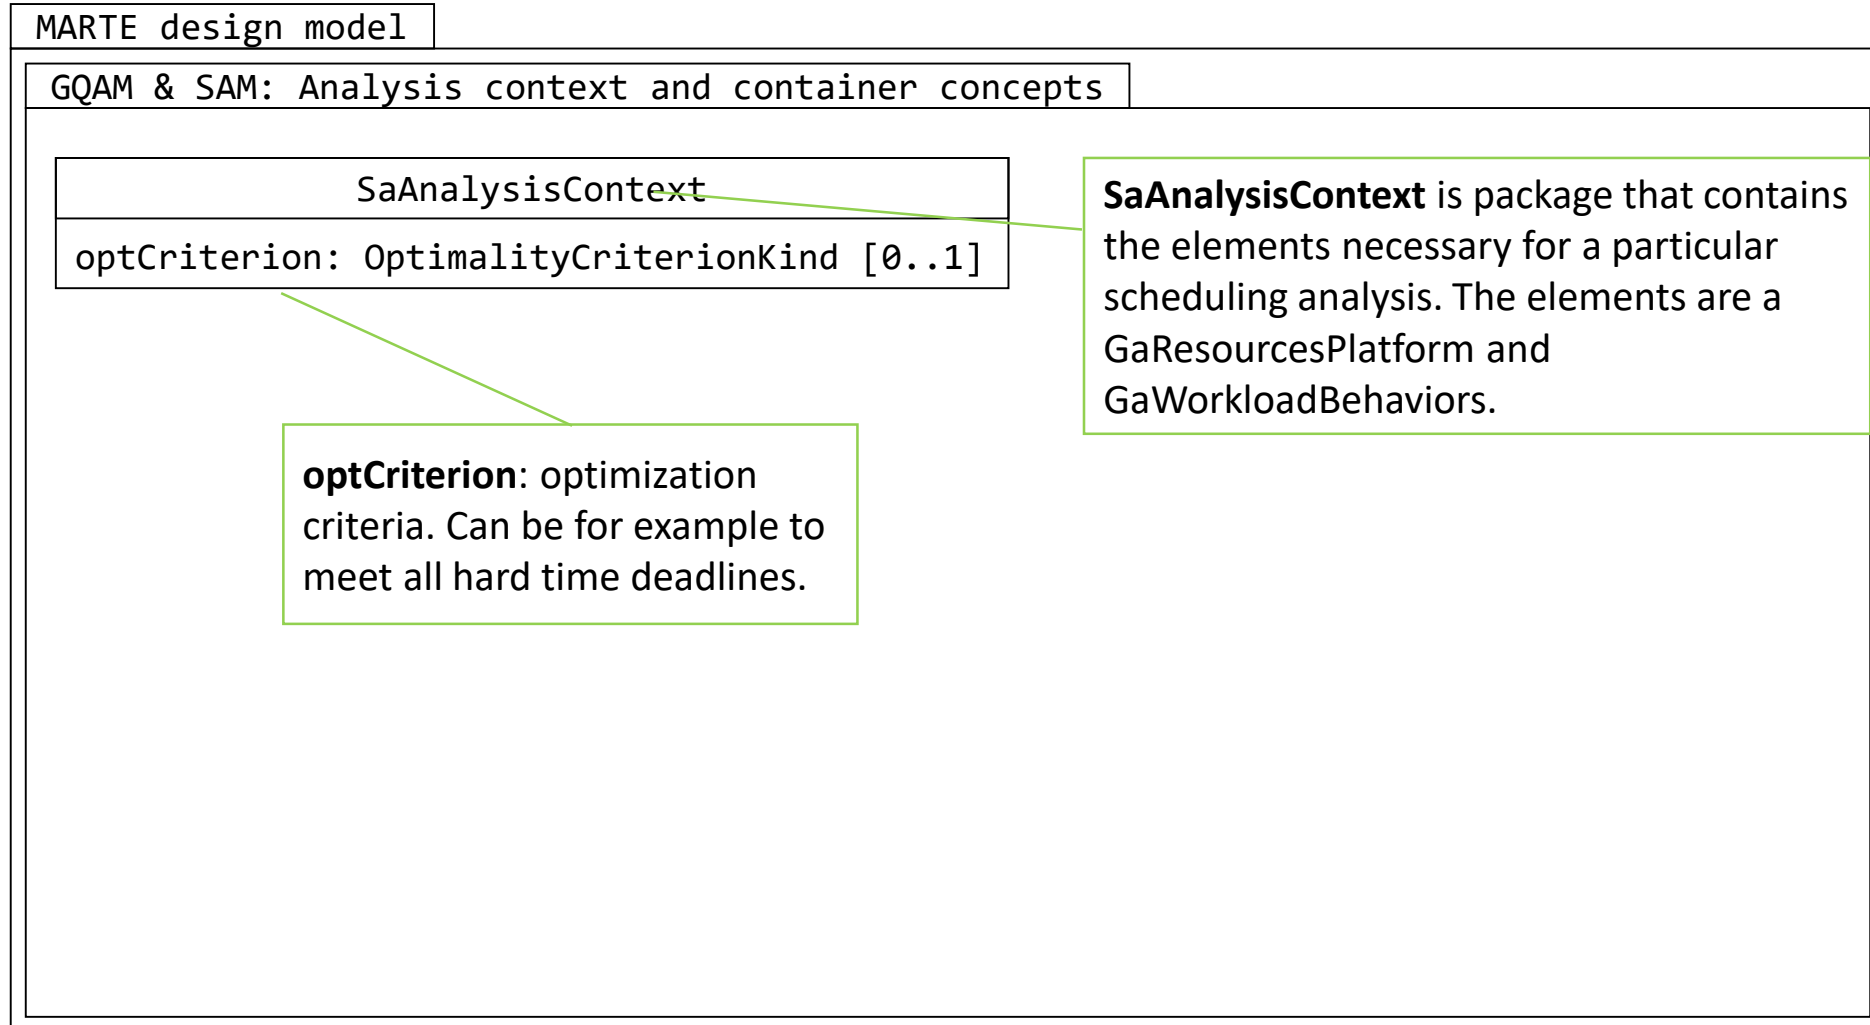 MARTE design model
GQAM & SAM: Analysis context and container concepts
SaAnalysisContext
optCriterion: OptimalityCriterionKind [0..1]
SaAnalysisContext is package that contains
the elements necessary for a particular
scheduling analysis. The elements are a
GaResourcesPlatform and
GaWorkloadBehaviors.
optCriterion: optimization
criteria. Can be for example to
meet all hard time deadlines.